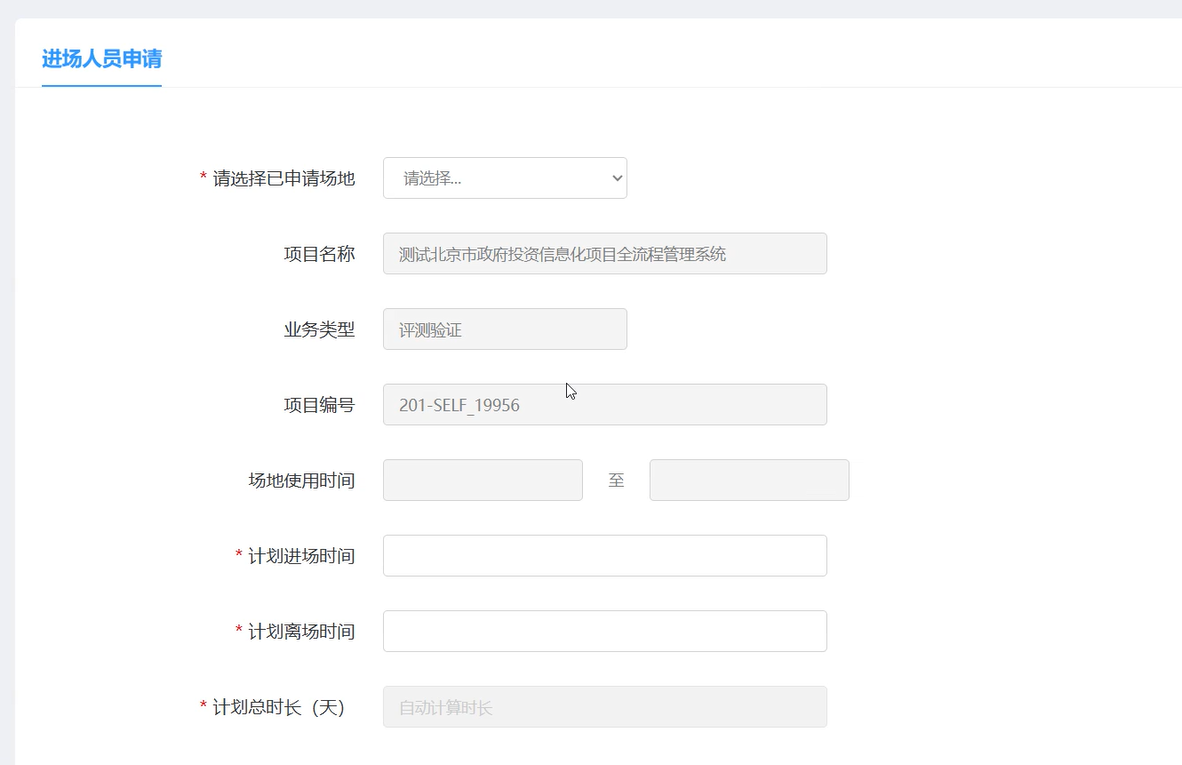 进场人员申请
* 请选择已申请场地 请选择...
项目名称 测试北京市政府投资信息化项目全流程管理系统
业务类型 评测验证
项目编号 201-SELF_19956
场地使用时间 至
* 计划进场时间
* 计划离场时间
* 计划总时长（天） 自动计算时长